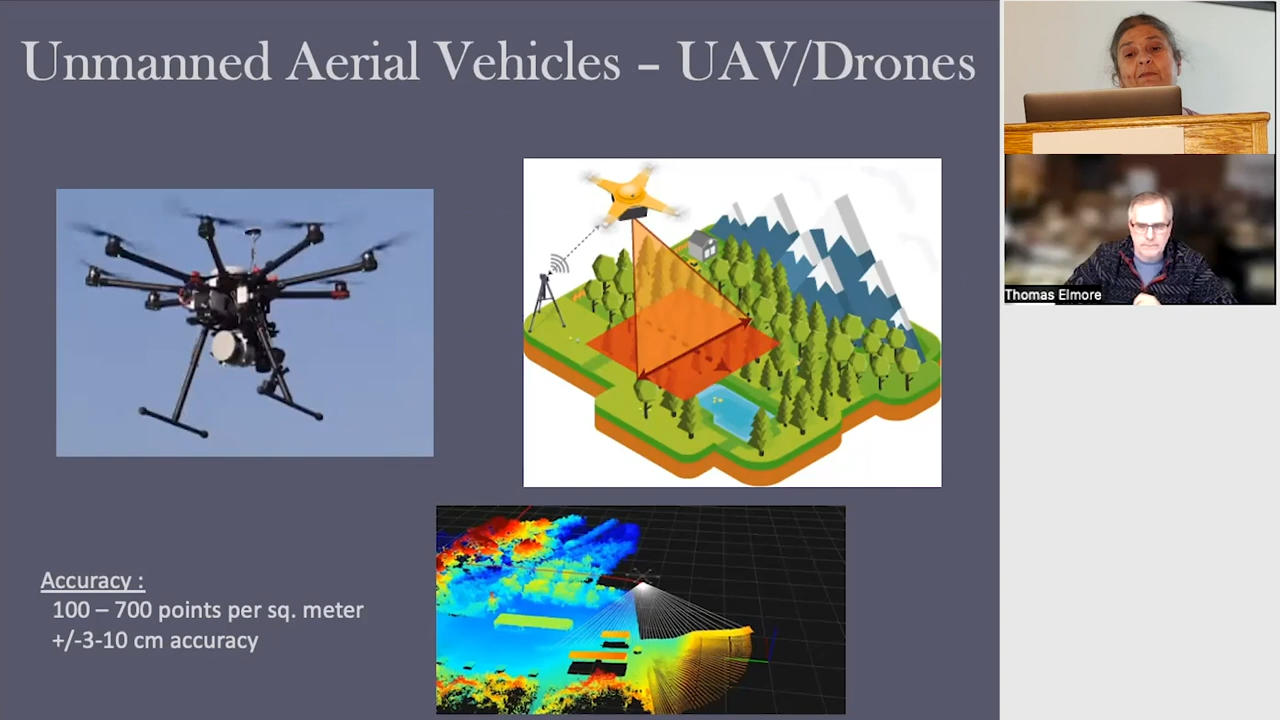 Unmanned Aerial Vehicles – UAV/Drones
Accuracy :
100 – 700 points per sq. meter
+/-3-10 cm accuracy
Thomas Elmore